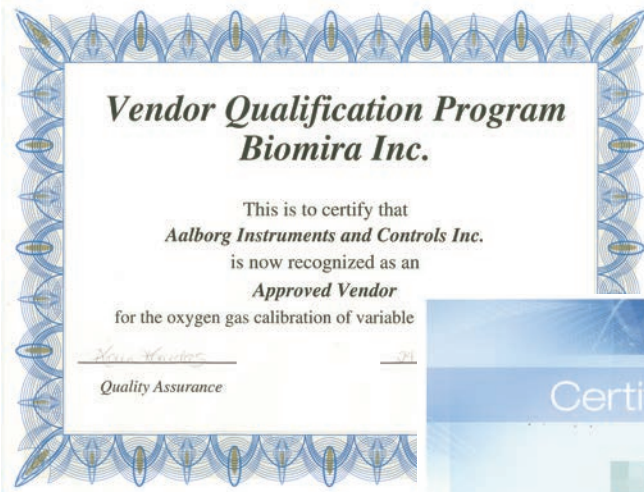 Vendor Qualification Program
Biomira Inc.
This is to certify that
Aalborg Instruments and Controls Inc.
is now recognized as an
Approved Vendor
for the oxygen gas calibration of variable
Quality Assurance
Certi